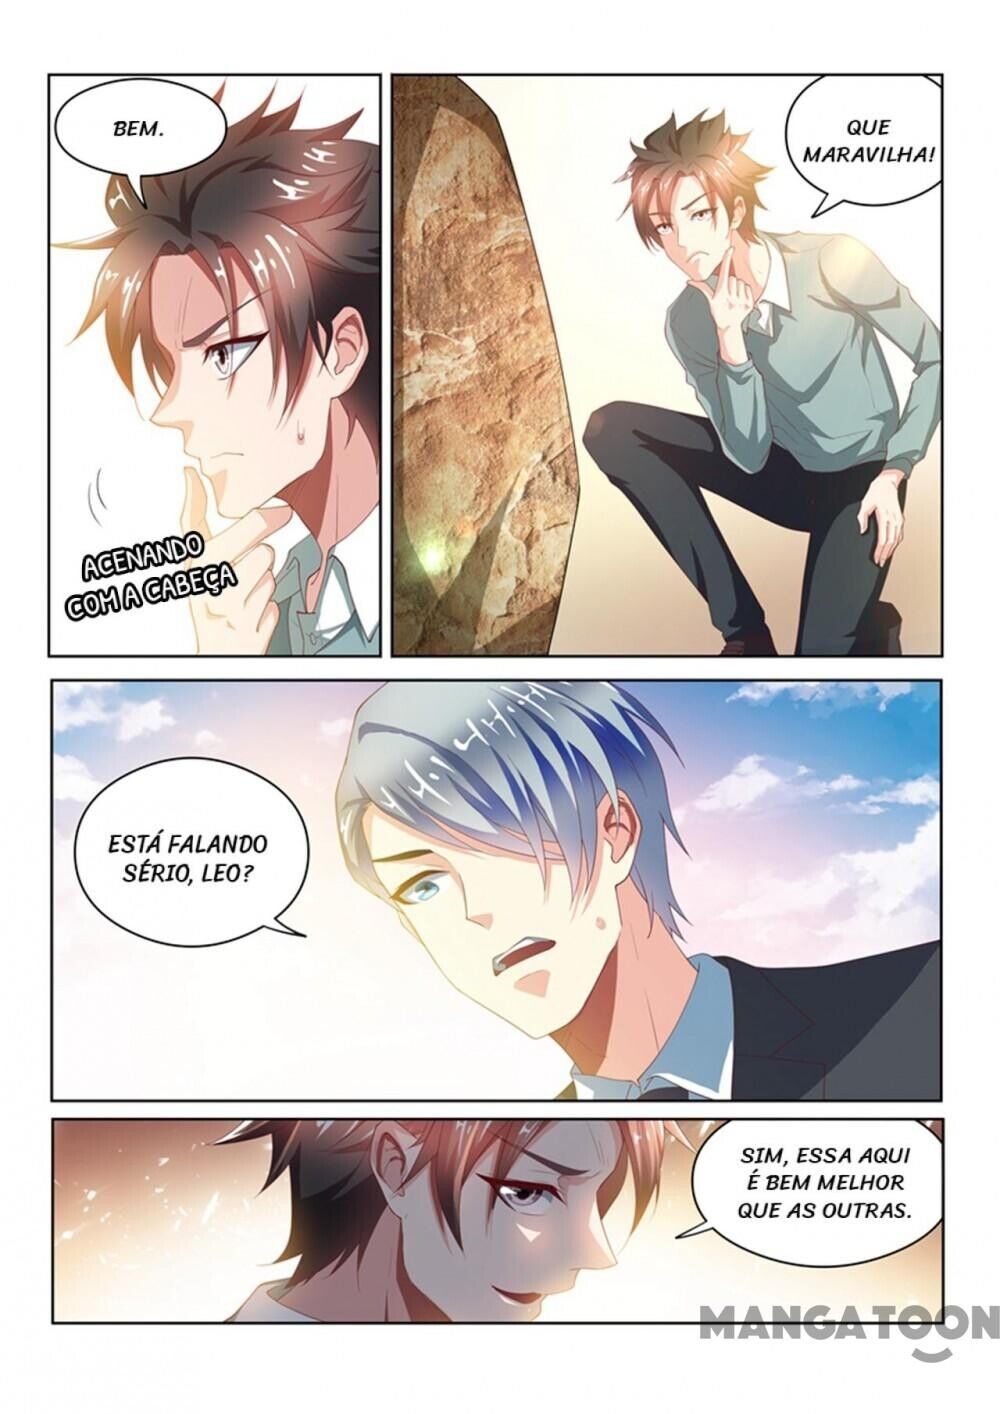 BEM.
QUE
MARAVILHA!
ACENANDO
COM A CABEÇA
ESTÁ FALANDO
SÉRIO, LEO?
SIM, ESSA AQUI
É BEM MELHOR
QUE AS OUTRAS.
MANGATOON